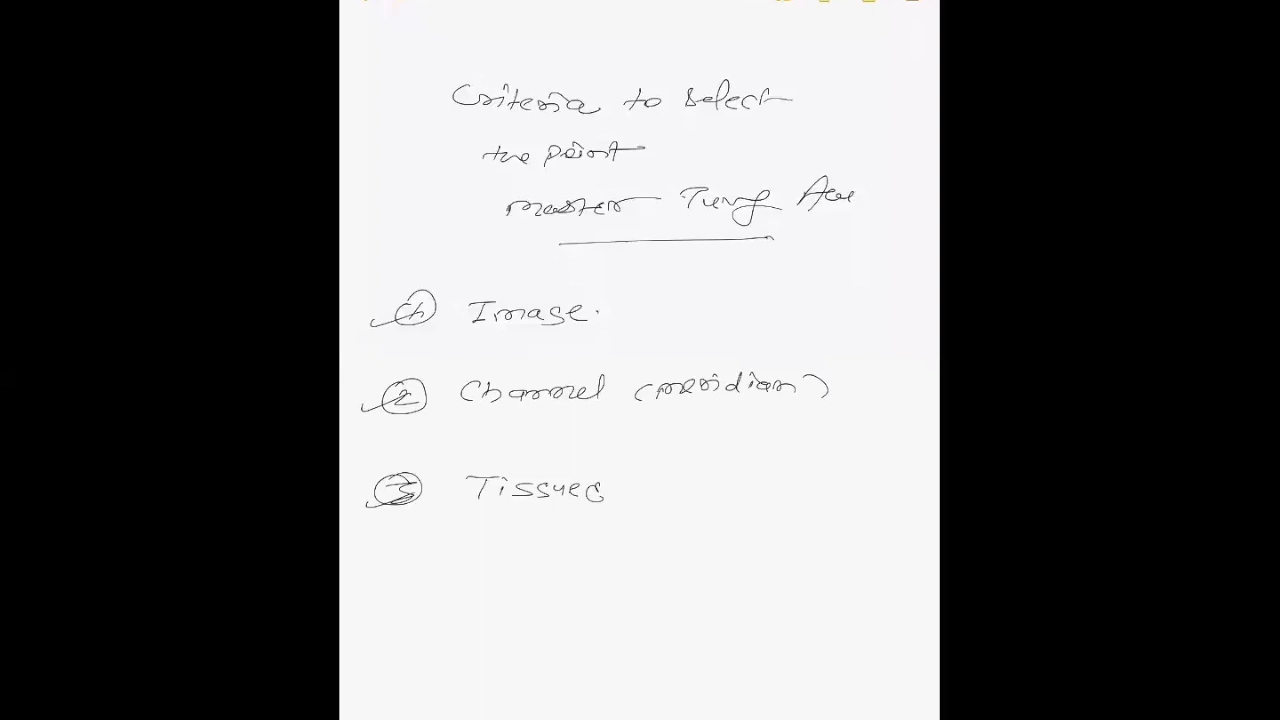 Criteria to select
the point
master Tung Acu
① Image.
② Channel (meridian)
③ Tissues